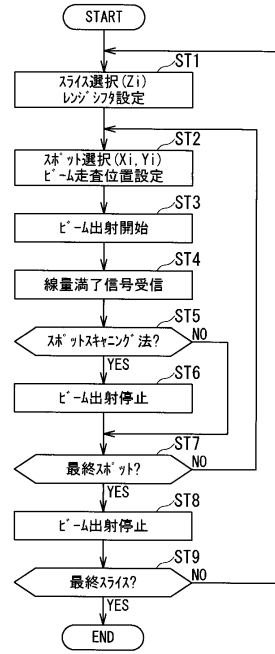 START
ST1
スライス選択(Zi)
レンジシフタ設定
ST2
スポット選択(Xi,Yi)
ビーム走査位置設定
ST3
ビーム出射開始
ST4
線量満了信号受信
ST5
スポットスキャニング法?
NO
YES
ST6
ビーム出射停止
ST7
最終スポット?
NO
YES
ST8
ビーム出射停止
ST9
最終スライス?
NO
YES
END